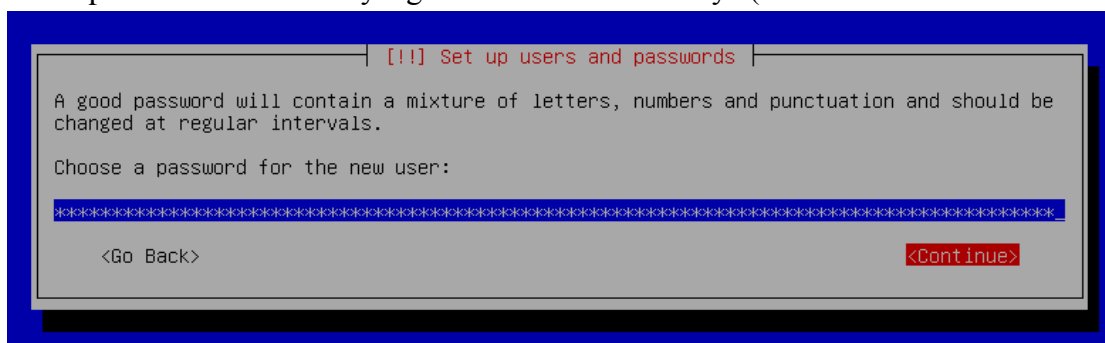 [!!] Set up users and passwords
A good password will contain a mixture of letters, numbers and punctuation and should be
changed at regular intervals.
Choose a password for the new user:
****************************************************************************************_
<Go Back>
<Continue>